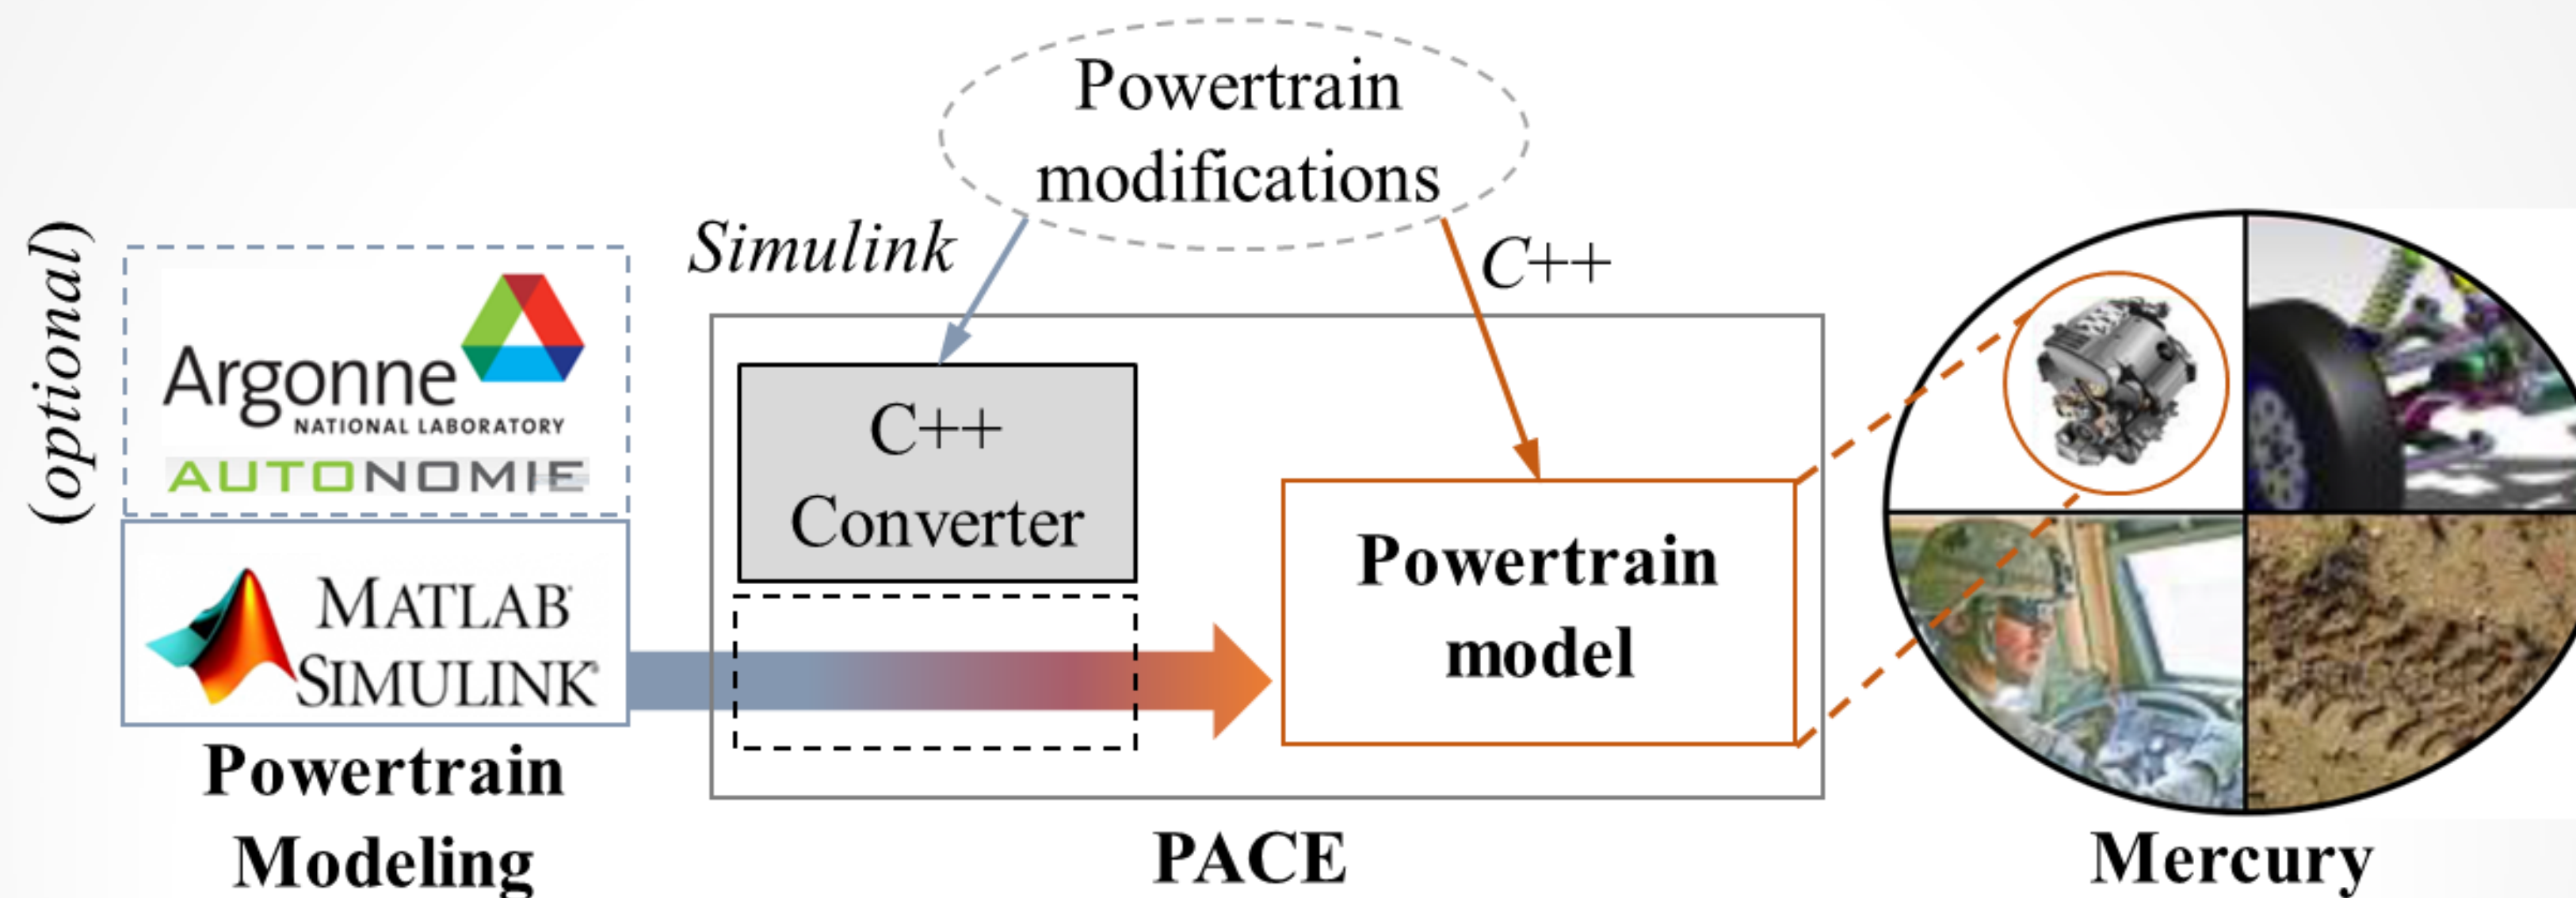 Powertrain
modifications
Simulink
C++
(optional)
Argonne
NATIONAL LABORATORY
AUTONOMIE
MATLAB
SIMULINK®
Powertrain
Modeling
C++
Converter
Powertrain
model
PACE
Mercury